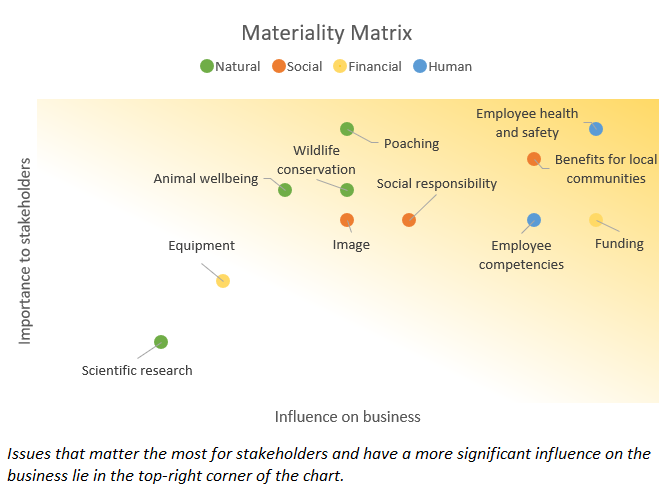 Materiality Matrix
Natural Social Financial Human
Employee health
and safety
Poaching
Wildlife
conservation
Benefits for local
communities
Animal wellbeing
Social responsibility
Equipment
Image
Employee
competencies
Funding
Scientific research
Importance to stakeholders
Influence on business
Issues that matter the most for stakeholders and have a more significant influence on the
business lie in the top-right corner of the chart.